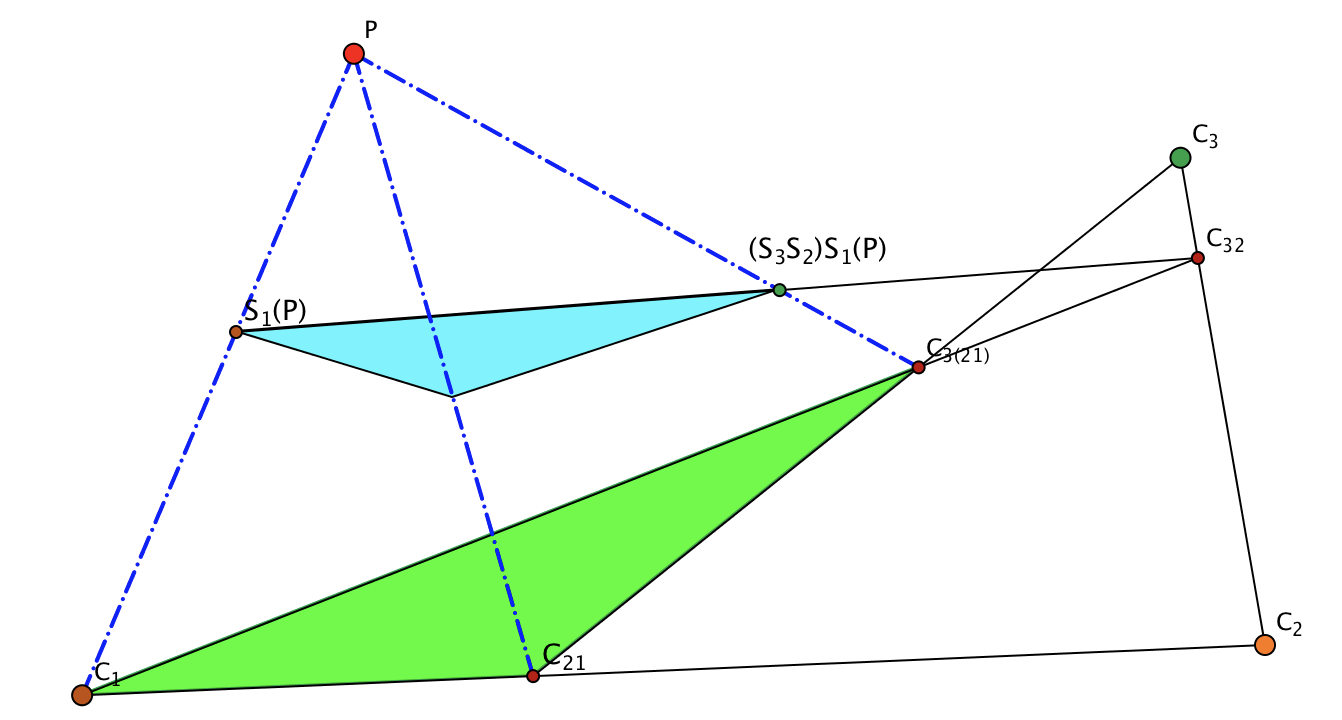 P
C₃
C₃₂
(S₃S₂)S₁(P)
S₁(P)
C₃₍₂₁₎
C₂
C₂₁
C₁